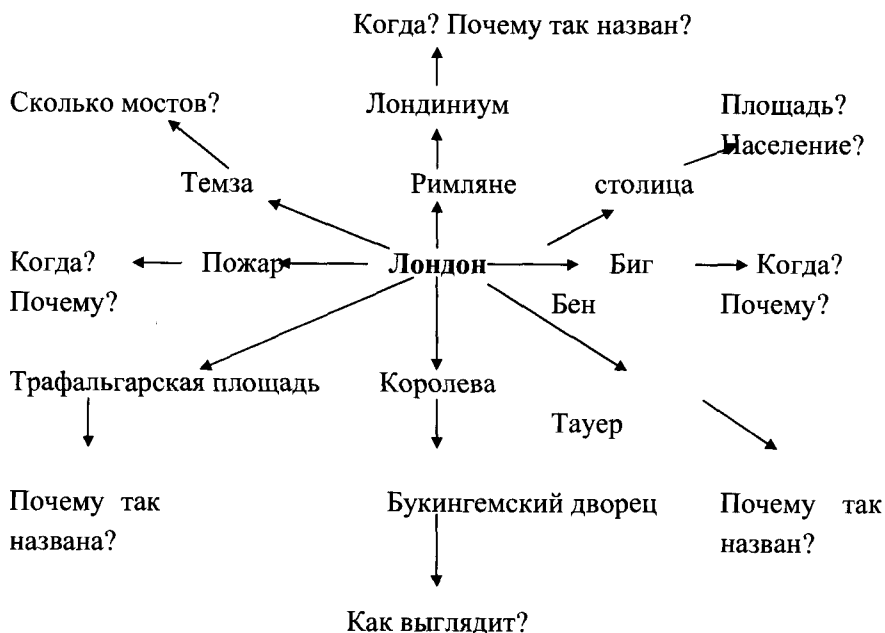 Когда? Почему так назван?
Сколько мостов?
Лондиниум
Площадь?
Население?
Темза
Римляне
столица
Когда?
Почему?
Пожар
Лондон
Биг
Бен
Когда?
Почему?
Трафальгарская площадь
Королева
Тауер
Почему так
названа?
Букингемский дворец
Почему так
назван?
Как выглядит?